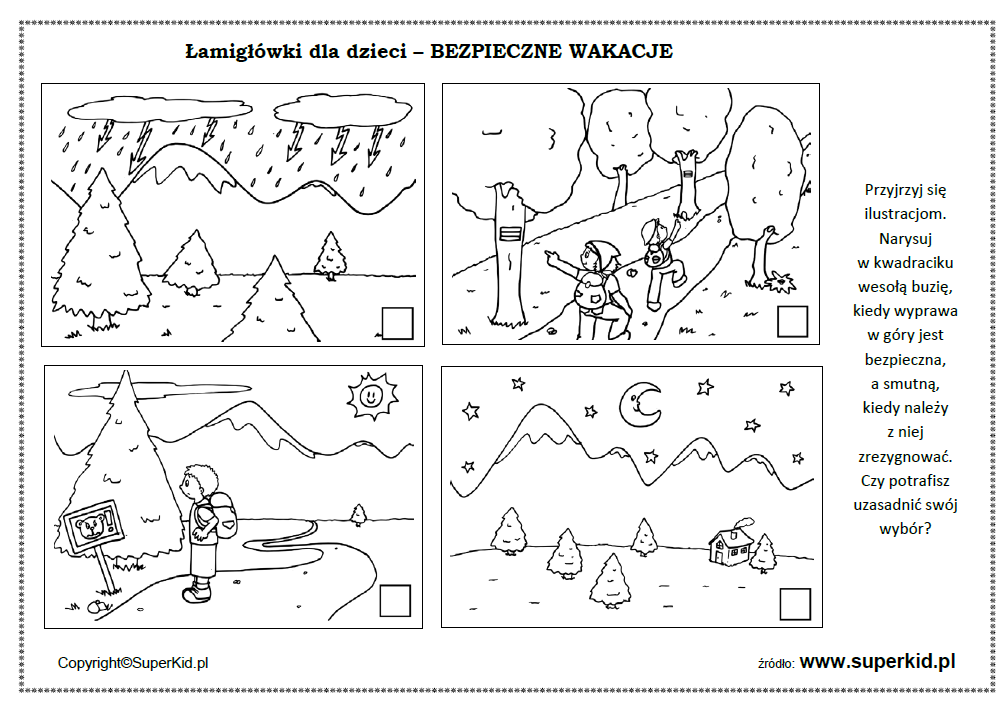 Łamigłówki dla dzieci – BEZPIECZNE WAKACJE
Przyjrzyj się
ilustracjom.
Narysuj
w kwadraciku
wesołą buzię,
kiedy wyprawa
w góry jest
bezpieczna,
a smutną,
kiedy należy
z niej
zrezygnować.
Czy potrafisz
uzasadnić swój
wybór?
!
Copyright©SuperKid.pl
źródło: www.superkid.pl